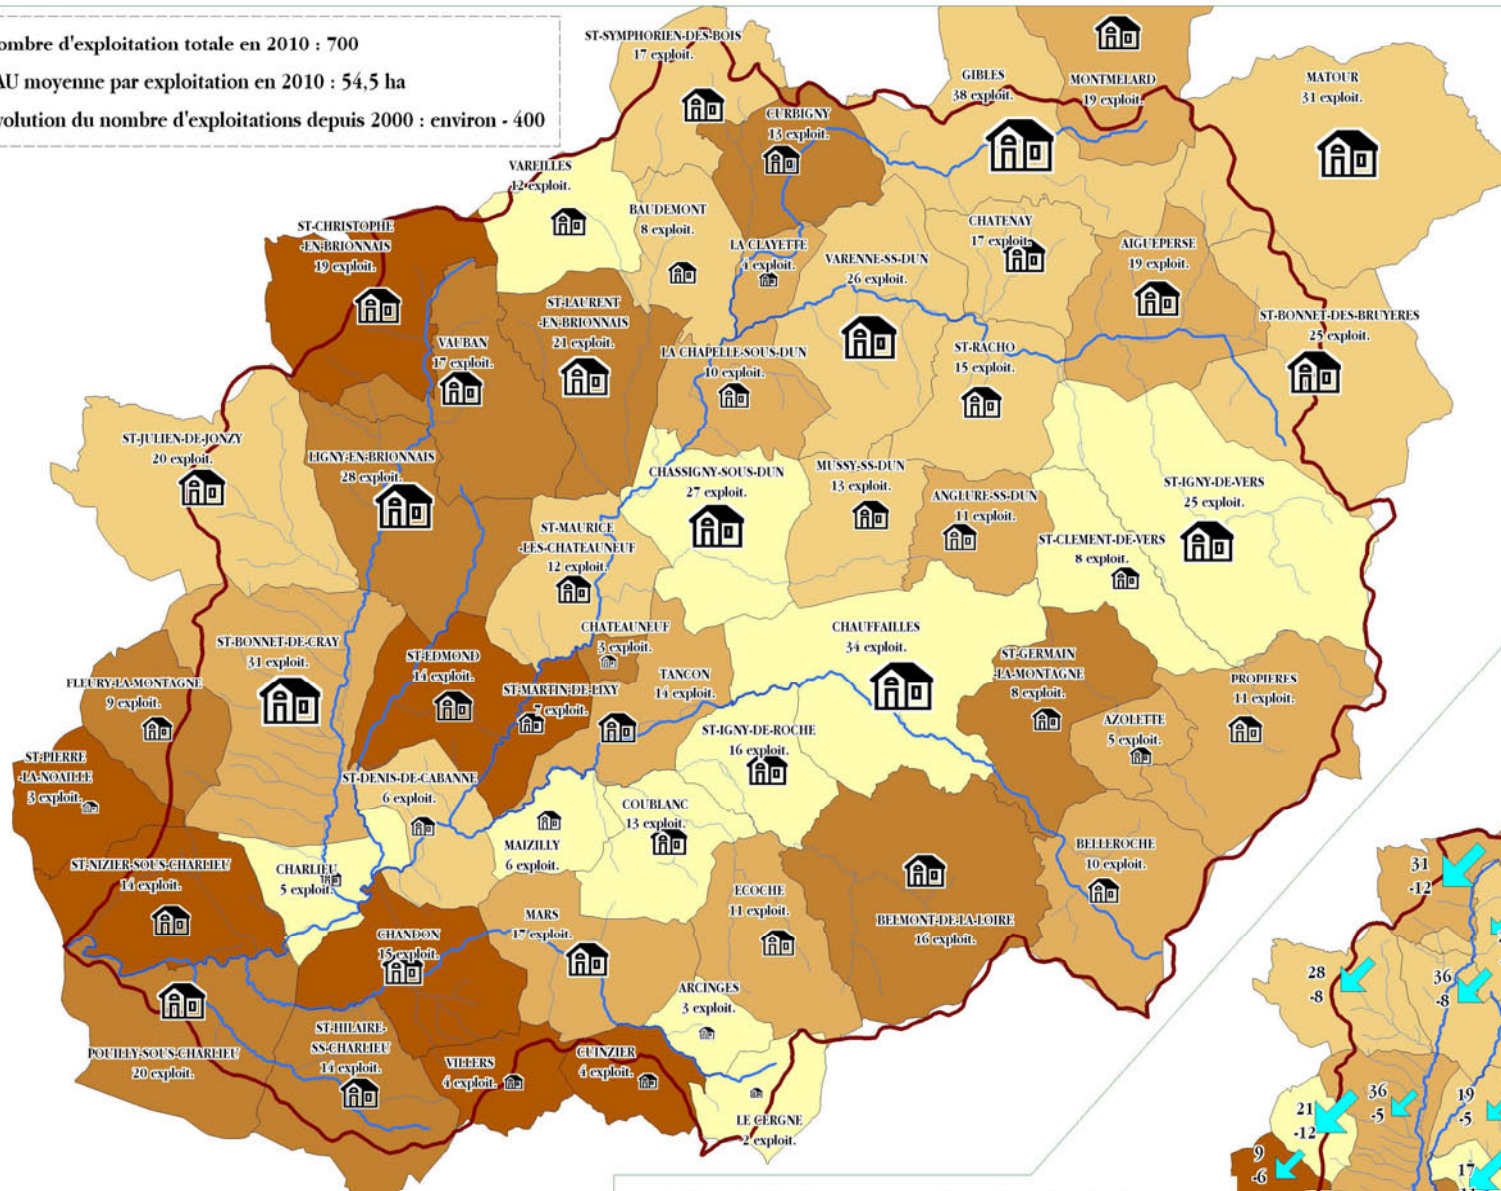 ombre d'exploitation totale en 2010 : 700
AU moyenne par exploitation en 2010 : 54,5 ha
volution du nombre d'exploitations depuis 2000 : environ - 400
ST-SYMPHORIEN-DES-BOIS
17 exploit.
GIBLES
38 exploit.
MONTMELARD
19 exploit.
MATOUR
31 exploit.
CURBIGNY
13 exploit.
VAREILLES
12 exploit.
BAUDEMONT
8 exploit.
ST-CHRISTOPHE
-EN-BRIONNAIS
19 exploit.
LA CLAYETTE
4 exploit.
VARENNE-SS-DUN
26 exploit.
CHATENAY
17 exploit.
AIGUEPERSE
19 exploit.
ST-LAURENT
-EN-BRIONNAIS
21 exploit.
ST-BONNET-DES-BRUYERES
25 exploit.
VAUBAN
17 exploit.
LA CHAPELLE-SOUS-DUN
10 exploit.
ST-RACHO
15 exploit.
ST-JULIEN-DE-JONZY
20 exploit.
LIGNY-EN-BRIONNAIS
28 exploit.
CHASSIGNY-SOUS-DUN
27 exploit.
MUSSY-SS-DUN
13 exploit.
ANGLURE-SS-DUN
11 exploit.
ST-IGNY-DE-VERS
25 exploit.
ST-MAURICE
-LES-CHATEAUNEUF
12 exploit.
ST-CLEMENT-DE-VERS
8 exploit.
CHATEAUNEUF
3 exploit.
CHAUFFAILLES
34 exploit.
ST-BONNET-DE-CRAY
31 exploit.
ST-EDMOND
14 exploit.
ST-GERMAIN
-LA-MONTAGNE
8 exploit.
FLEURY-LA-MONTAGNE
9 exploit.
ST-MARTIN-DE-LIXY
7 exploit.
TANCON
14 exploit.
PROPIERES
11 exploit.
AZOLETTE
5 exploit.
ST-IGNY-DE-ROCHE
16 exploit.
ST-PIERRE
-LA-NOAILLE
3 exploit.
ST-DENIS-DE-CABANNE
6 exploit.
COUBLANC
13 exploit.
MAIZILLY
6 exploit.
BELLEROCHE
10 exploit.
ST-NIZIER-SOUS-CHARLIEU
14 exploit.
CHARLIEU
5 exploit.
ECOCHE
11 exploit.
BELMONT-DE-LA-LOIRE
16 exploit.
MARS
17 exploit.
CHANDON
15 exploit.
ARCINGES
3 exploit.
POUILLY-SOUS-CHARLIEU
20 exploit.
ST-HILAIRE-
SS-CHARLIEU
14 exploit.
VILLERS
4 exploit.
CUINZIER
4 exploit.
LE CERGNE
2 exploit.
31
-12
28
-8
36
-8
36
-5
19
-5
21
-12
9
-6
17